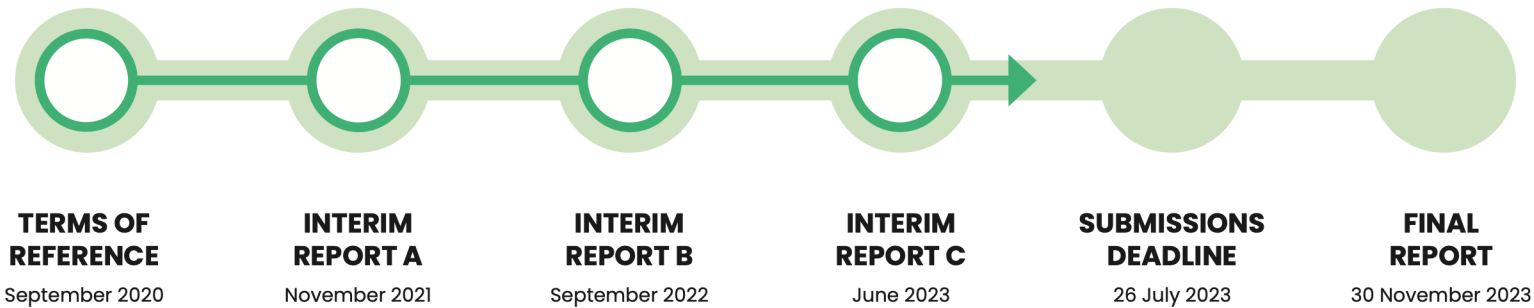 TERMS OF
REFERENCE
September 2020
INTERIM
REPORT A
November 2021
INTERIM
REPORT B
September 2022
INTERIM
REPORT C
June 2023
SUBMISSIONS
DEADLINE
26 July 2023
FINAL
REPORT
30 November 2023